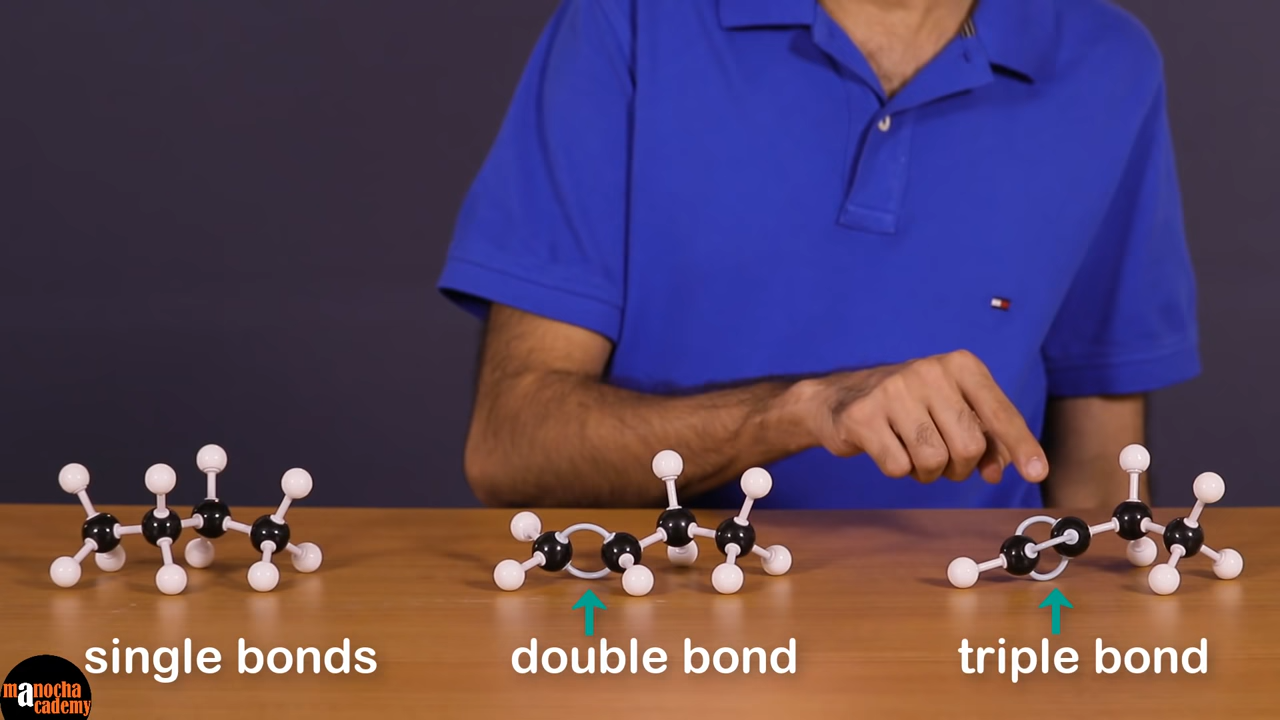 single bonds
double bond
triple bond
manocha
academy